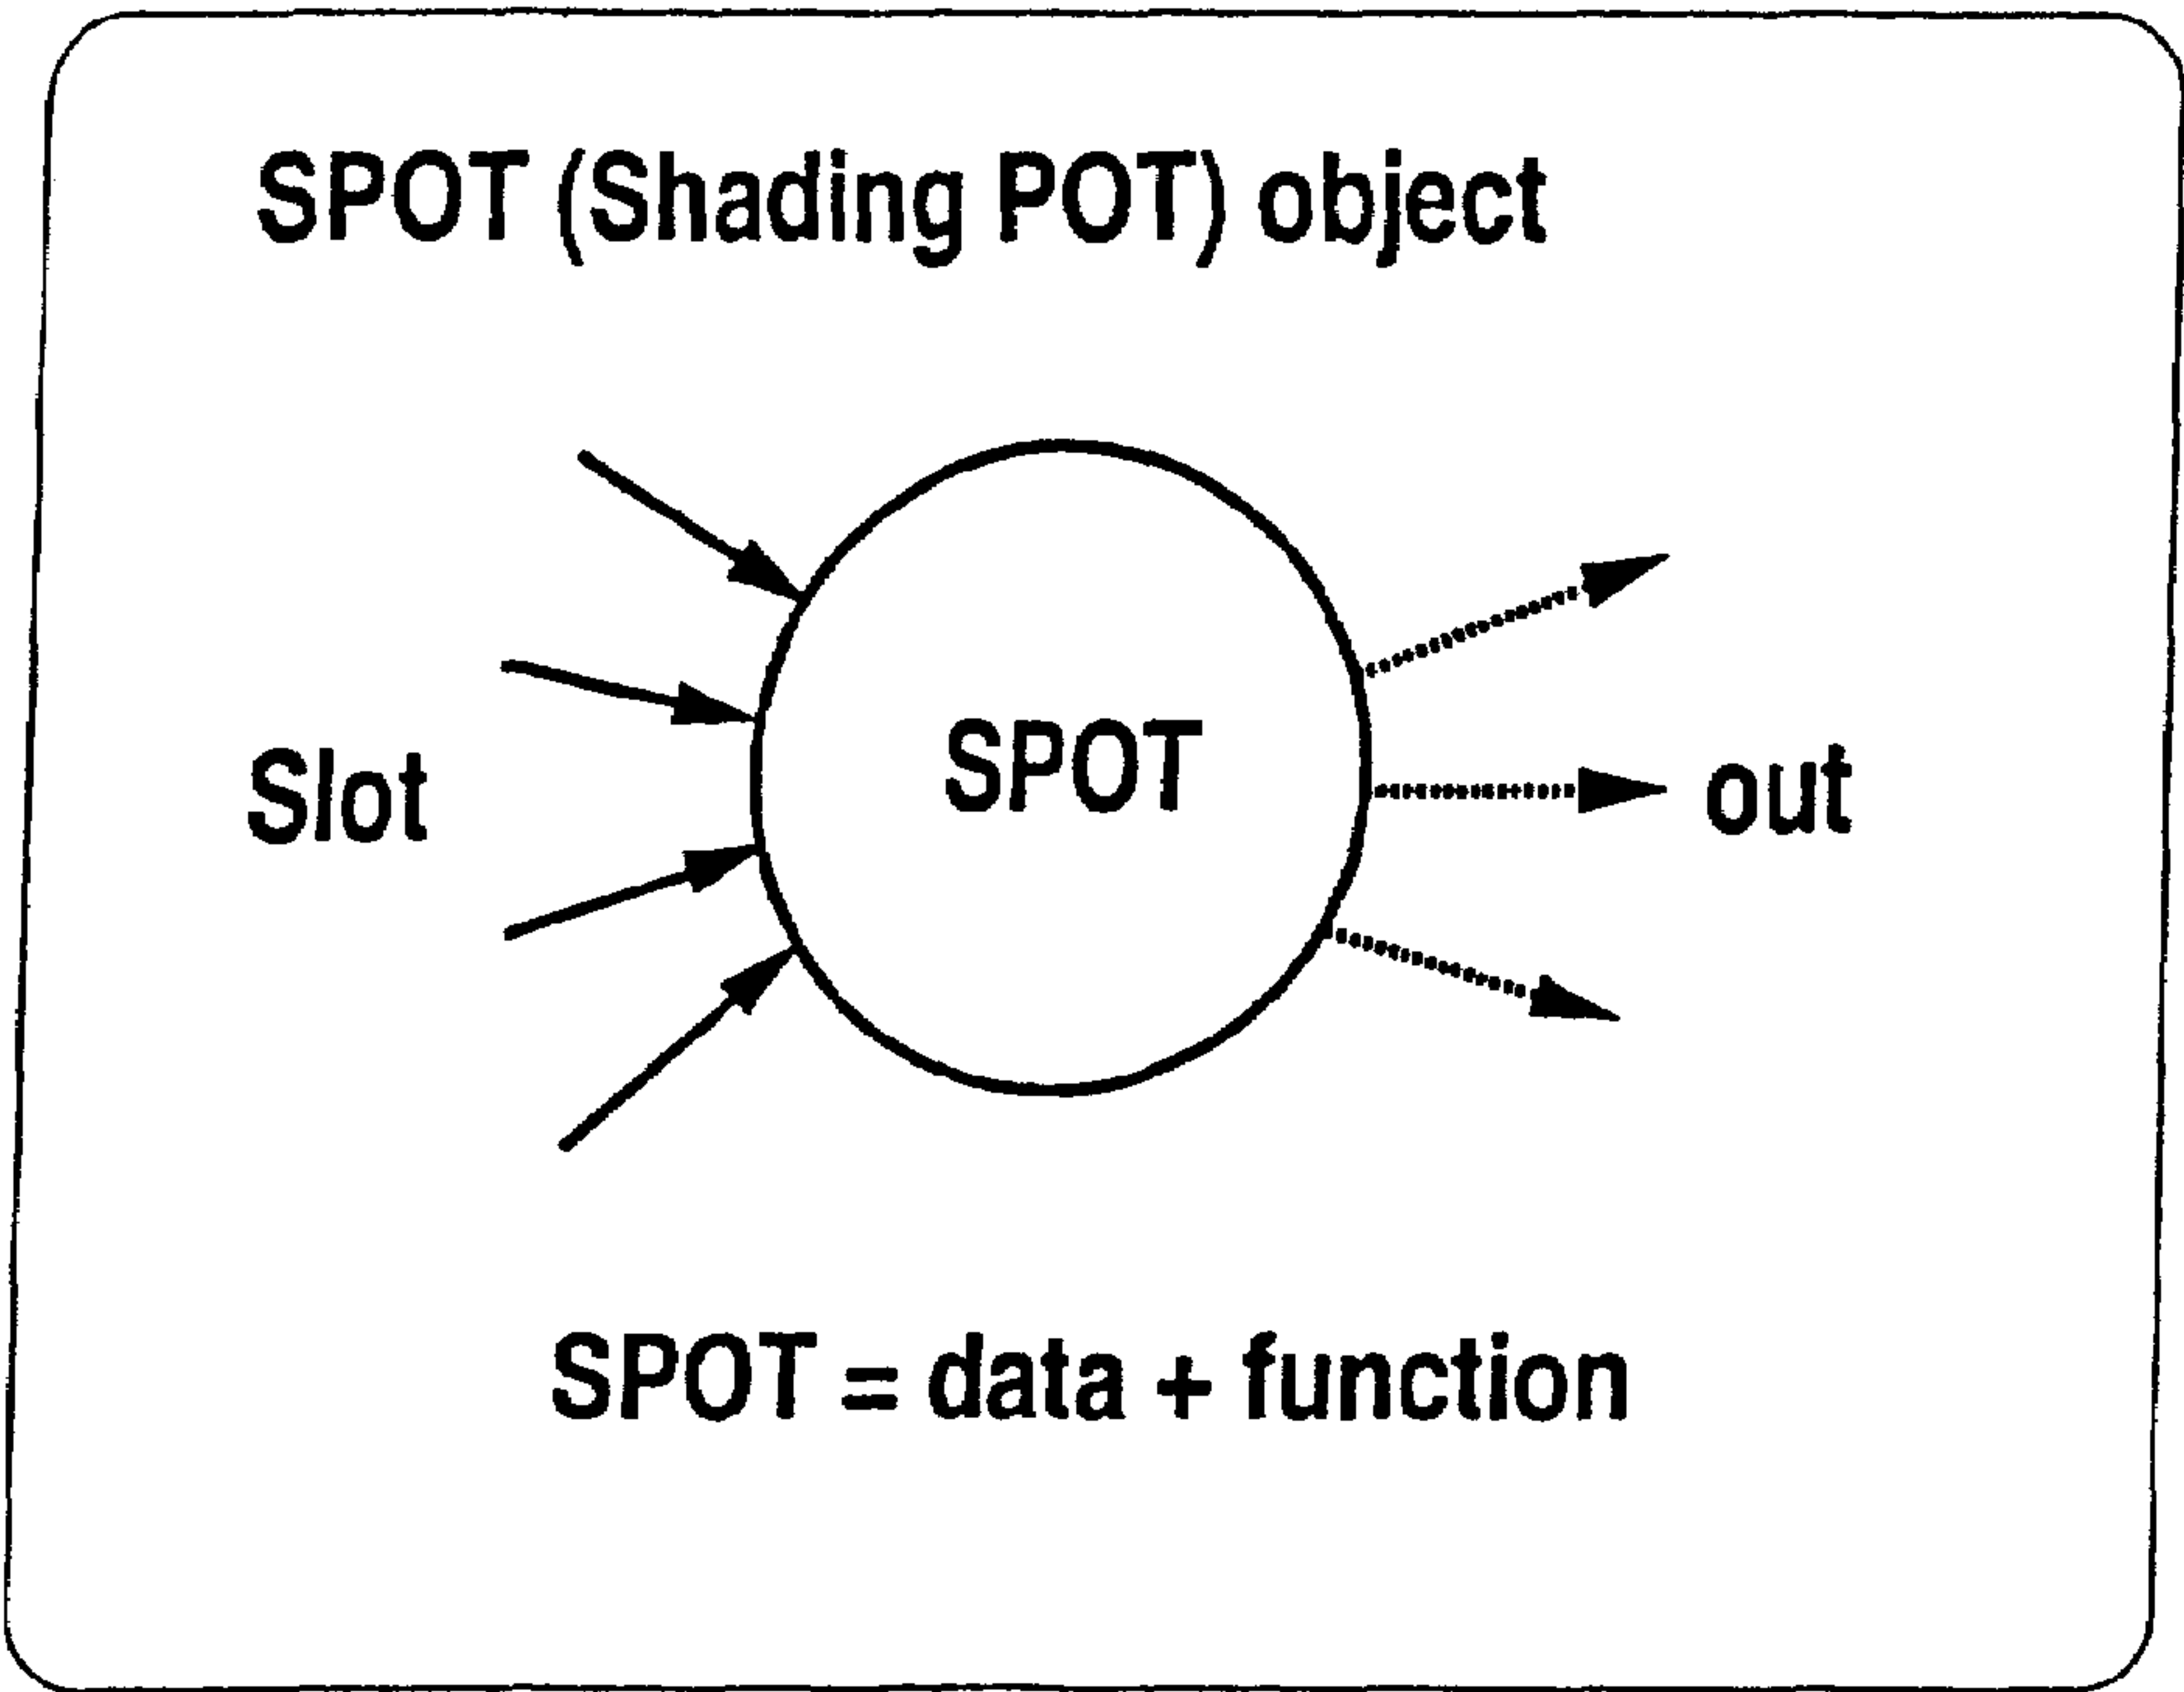 SPOT (Shading POT) object
SPOT
Slot
out
SPOT = data + function